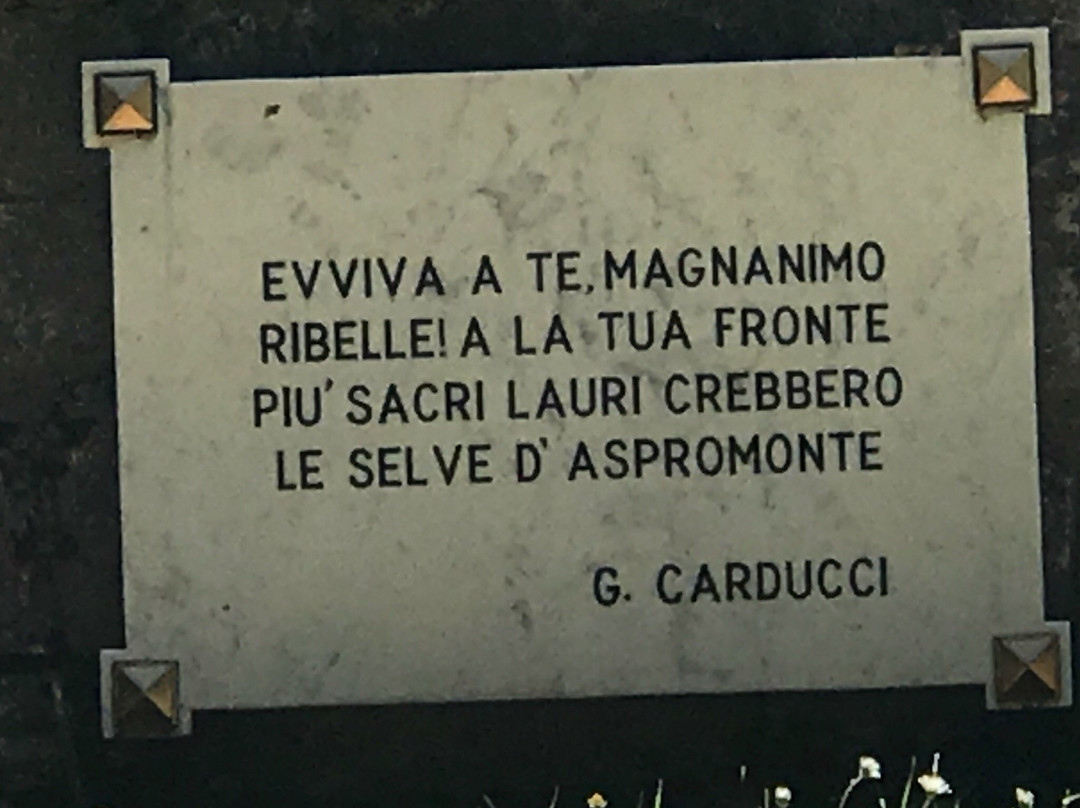 EVVIVA A TE, MAGNANIMO
RIBELLE! A LA TUA FRONTE
PIU' SACRI LAURI CREBBERO
LE SELVE D' ASPROMONTE
G. CARDUCCI